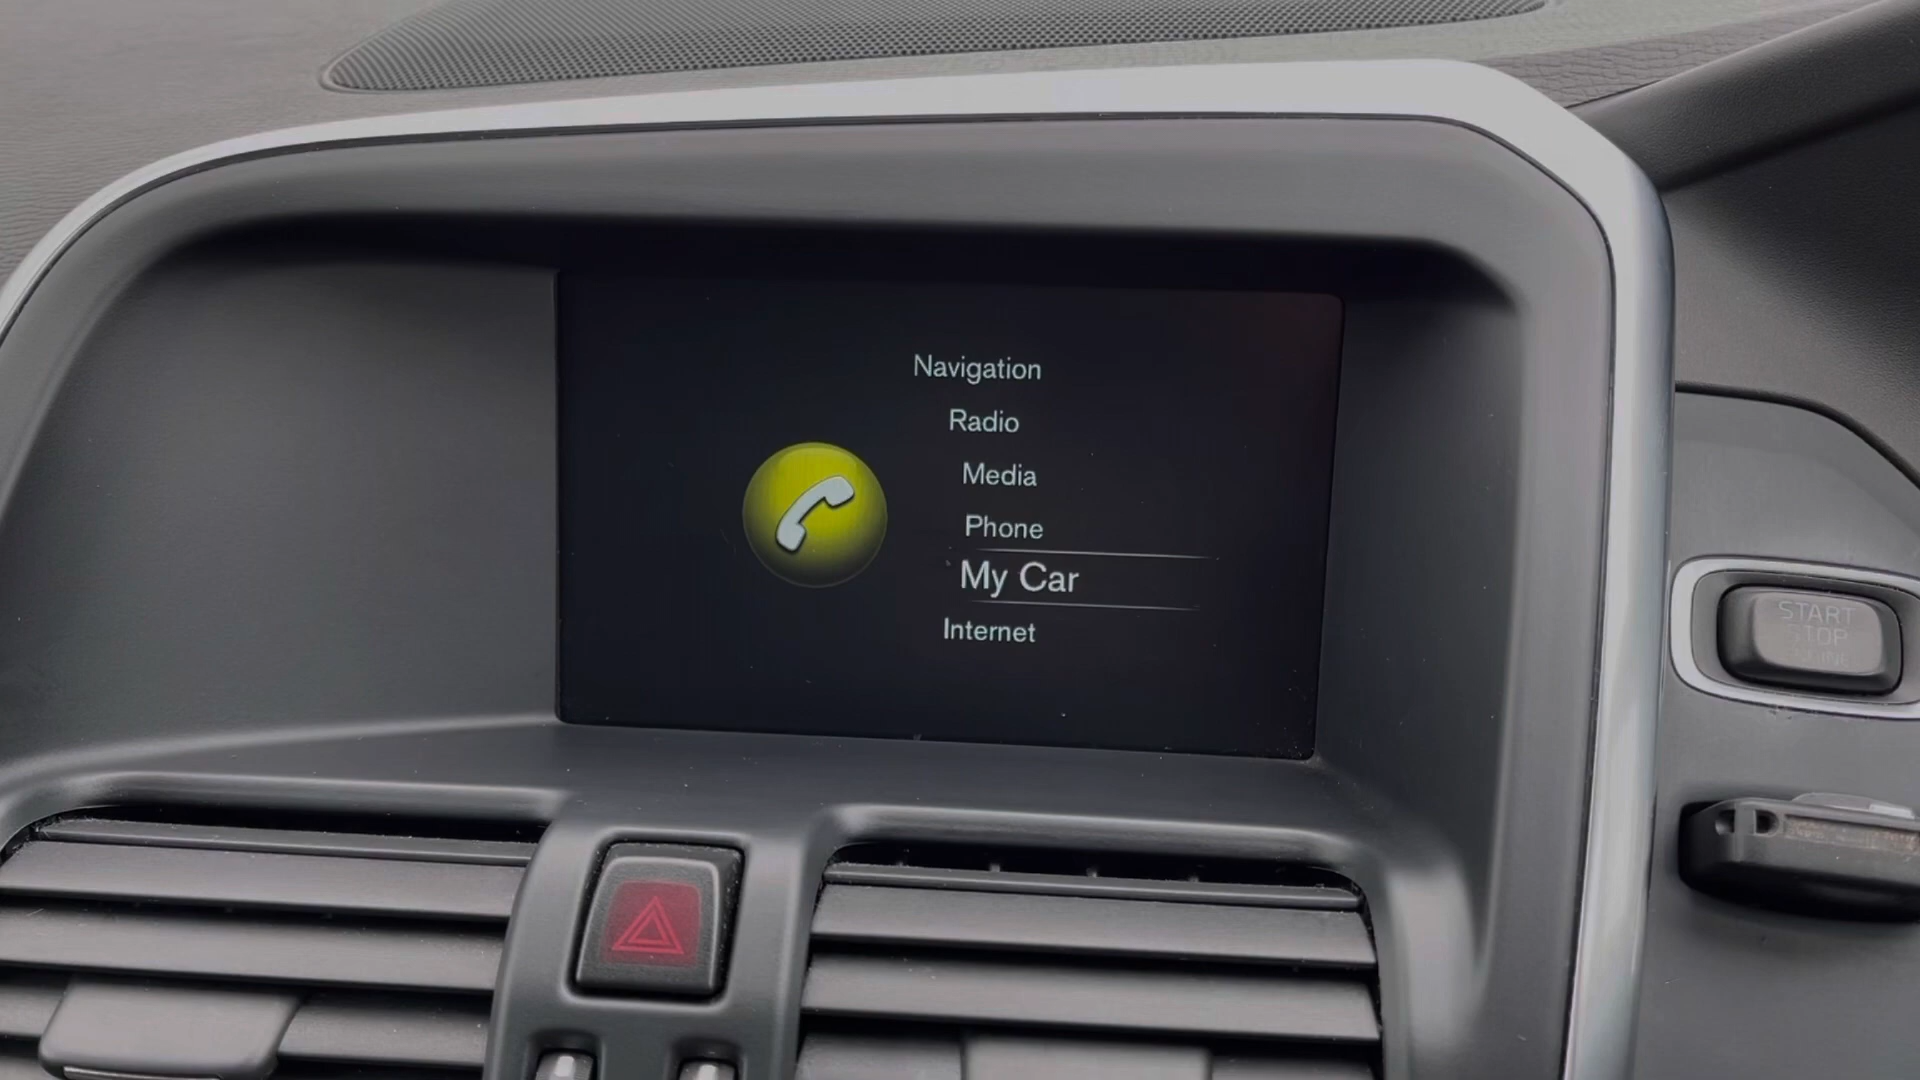 Navigation
Radio
Media
Phone
My Car
Internet
START
STOP